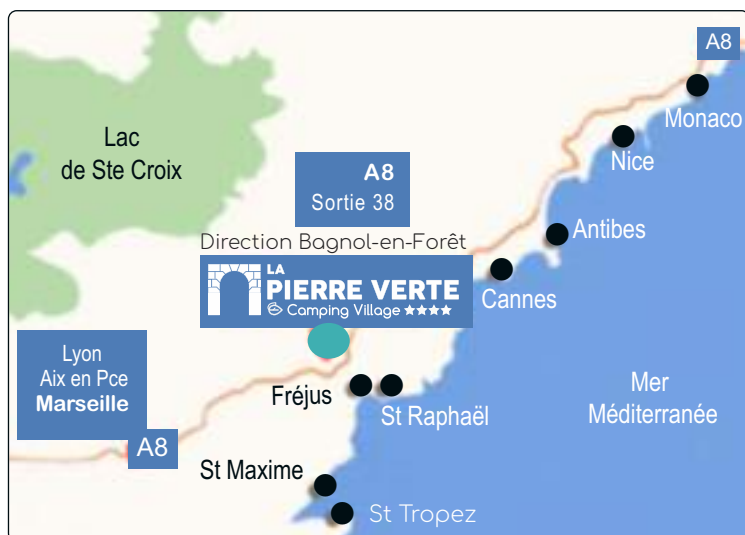 A8
Monaco
Nice
Lac
de Ste Croix
A8
Sortie 38
Antibes
Direction Bagnol-en-Forêt
LA
PIERRE VERTE
Camping Village ★★★★
Cannes
Lyon
Aix en Pce
Marseille
A8
Fréjus
St Raphaël
Mer
Méditerranée
St Maxime
St Tropez